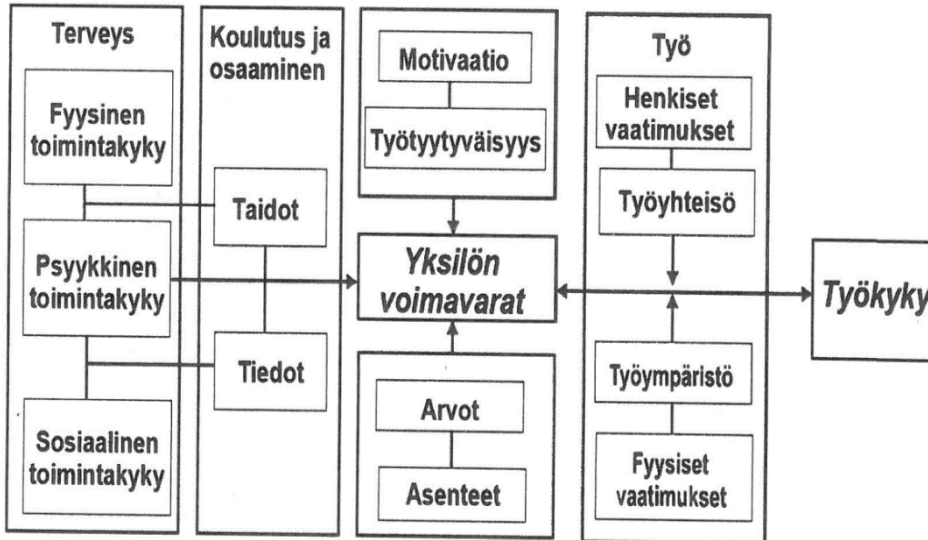 Terveys
Fyysinen
toimintakyky
Psyykkinen
toimintakyky
Sosiaalinen
toimintakyky
Koulutus ja
osaaminen
Taidot
Tiedot
Motivaatio
Työtyytyväisyys
Yksilön
voimavarat
Arvot
Asenteet
Työ
Henkiset
vaatimukset
Työyhteisö
Työympäristö
Fyysiset
vaatimukset
Työkyky